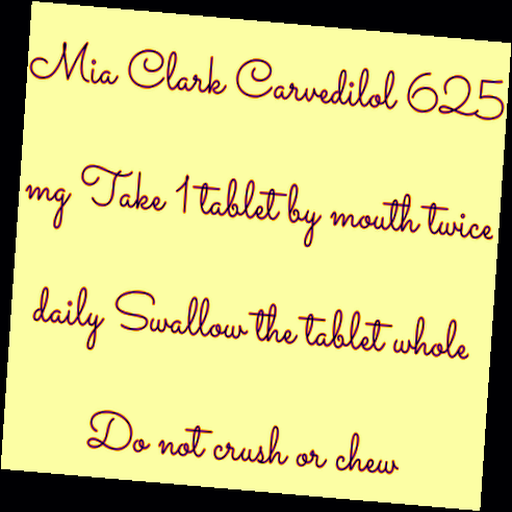 Mia Clark Carvedilol 625
mg Take 1 tablet by mouth twice
daily Swallow the tablet whole
Do not crush or chew